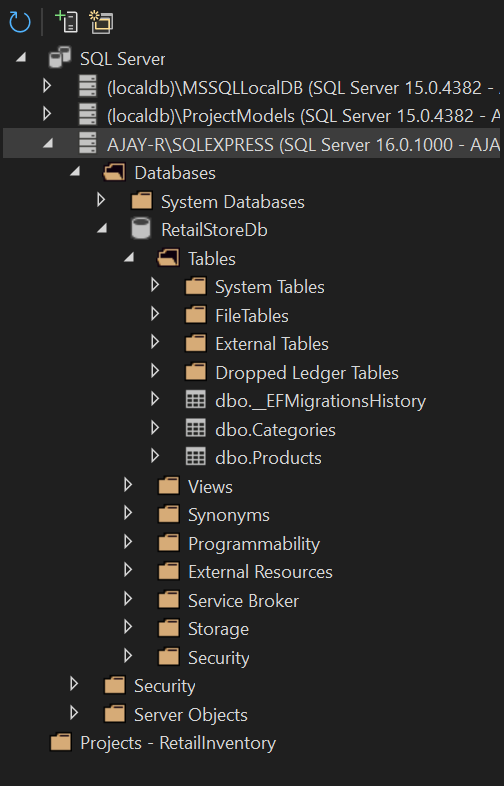 SQL Server
(localdb)\MSSQLLocalDB (SQL Server 15.0.4382 -
(localdb)\ProjectModels (SQL Server 15.0.4382 - A
AJAY-R\SQLEXPRESS (SQL Server 16.0.1000 - AJA
Databases
System Databases
RetailStoreDb
Tables
System Tables
FileTables
External Tables
Dropped Ledger Tables
dbo.__EFMigrationsHistory
dbo.Categories
dbo.Products
Views
Synonyms
Programmability
External Resources
Service Broker
Storage
Security
Security
Server Objects
Projects - RetailInventory